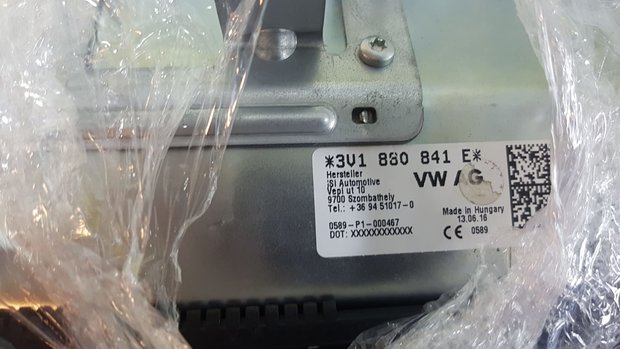 *3V1 880 841 E*
Hersteller
iSi Automotive
VW AG
Vepi ut 10
9700 Szombathely
Tel.: +36 94 51017-0
Made in Hungary
13.06.16
0589-P1-000467
CE 0589
DOT: XXXXXXXXXXXX